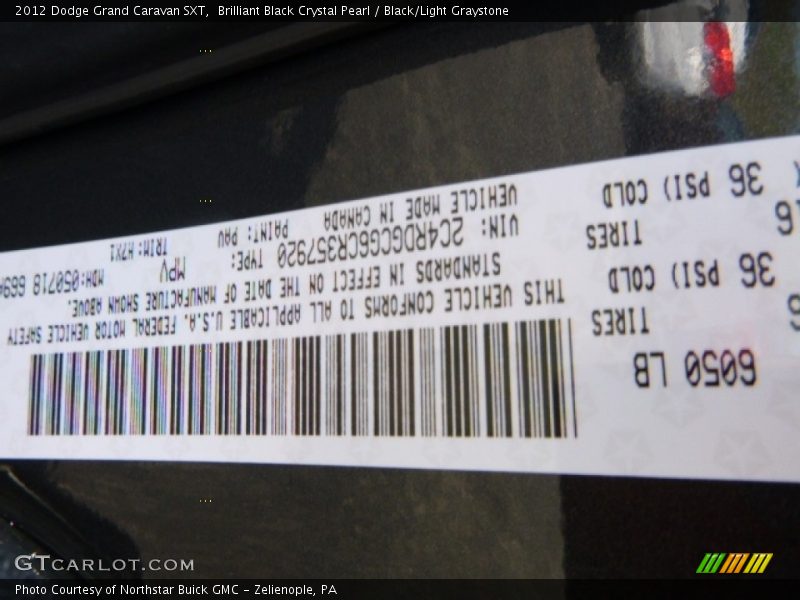 2012 Dodge Grand Caravan SXT,  Brilliant Black Crystal Pearl / Black/Light Graystone
6050 LB
TIRES
36 PSI) COLD
TIRES
36 PSI) COLD
THIS VEHICLE CONFORMS TO ALL APPLICABLE U.S.A. FEDERAL MOTOR VEHICLE SAFETY
STANDARDS IN EFFECT ON THE DATE OF MANUFACTURE SHOWN ABOVE.
VIN: 2C4RDGCG6CR357920 TYPE: MPV MDH: 050718 669
VEHICLE MADE IN CANADA PAINT: PAU TRIM: H7X1
GTCARLOT.COM
Photo Courtesy of Northstar Buick GMC - Zelienople, PA